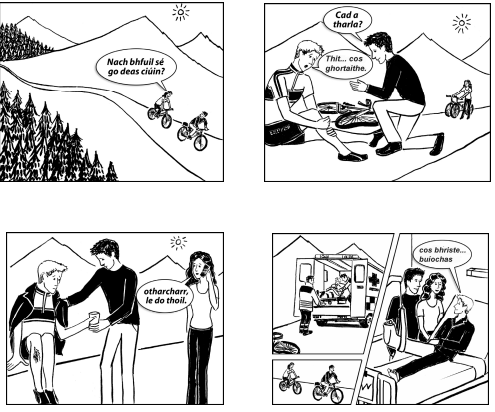 Nach bhfuil sé
go deas ciúin?
Cad a
tharla?
Thit... cos
ghortaithe.
otharcharr,
le do thoil.
cos bhriste...
buíochas